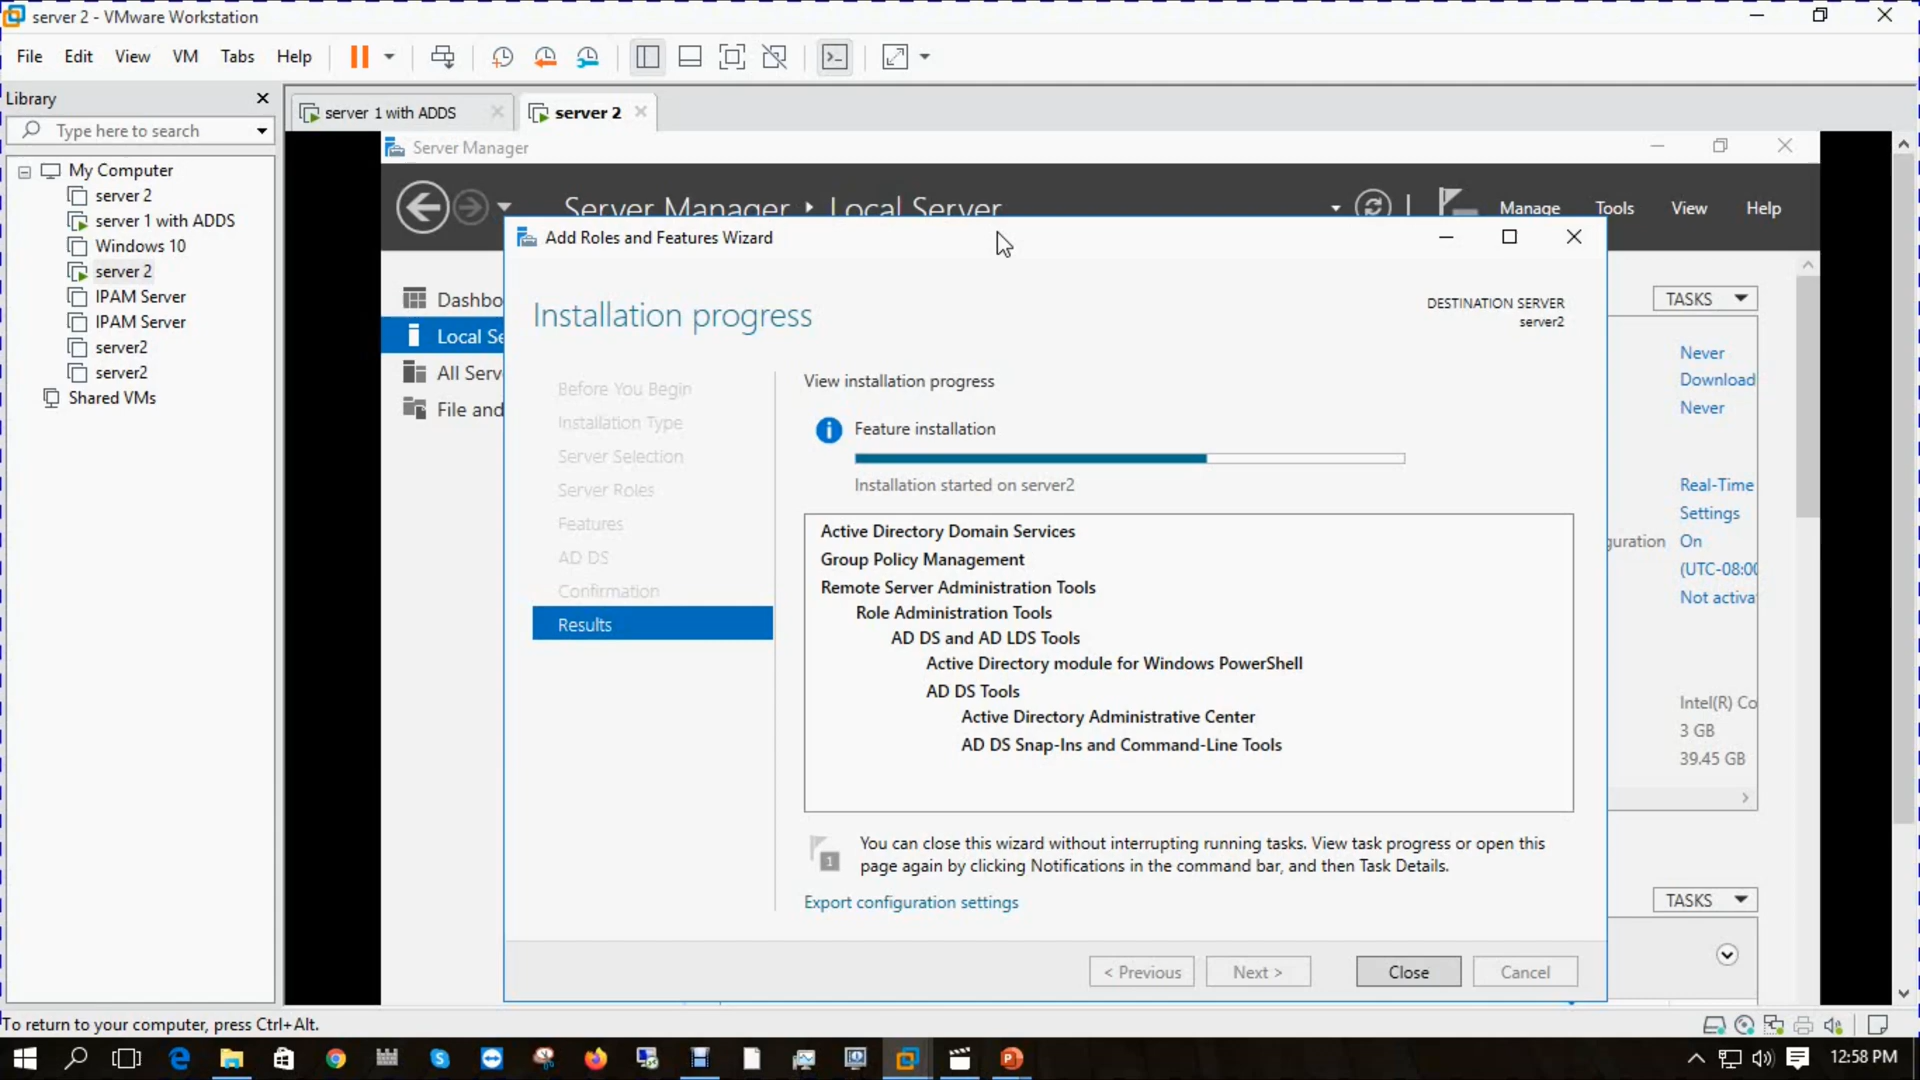 server 2 - VMware Workstation
File Edit View VM Tabs Help
Library
Type here to search
My Computer
server 2
server 1 with ADDS
Windows 10
server 2
IPAM Server
IPAM Server
server2
server2
Shared VMs
server 1 with ADDS
server 2
Server Manager
Server Manager Local Server
Manage Tools View Help
Dashbo
Local Se
All Serv
File and
TASKS
Never
Download
Never
Real-Time
Settings
guration On
(UTC-08:00
Not activa
Intel(R) Co
3 GB
39.45 GB
TASKS
Add Roles and Features Wizard
Installation progress
DESTINATION SERVER
server2
Before You Begin
Installation Type
Server Selection
Server Roles
Features
AD DS
Confirmation
Results
View installation progress
Feature installation
Installation started on server2
Active Directory Domain Services
Group Policy Management
Remote Server Administration Tools
Role Administration Tools
AD DS and AD LDS Tools
Active Directory module for Windows PowerShell
AD DS Tools
Active Directory Administrative Center
AD DS Snap-Ins and Command-Line Tools
1
You can close this wizard without interrupting running tasks. View task progress or open this
page again by clicking Notifications in the command bar, and then Task Details.
Export configuration settings
< Previous Next > Close Cancel
To return to your computer, press Ctrl+Alt.
12:58 PM